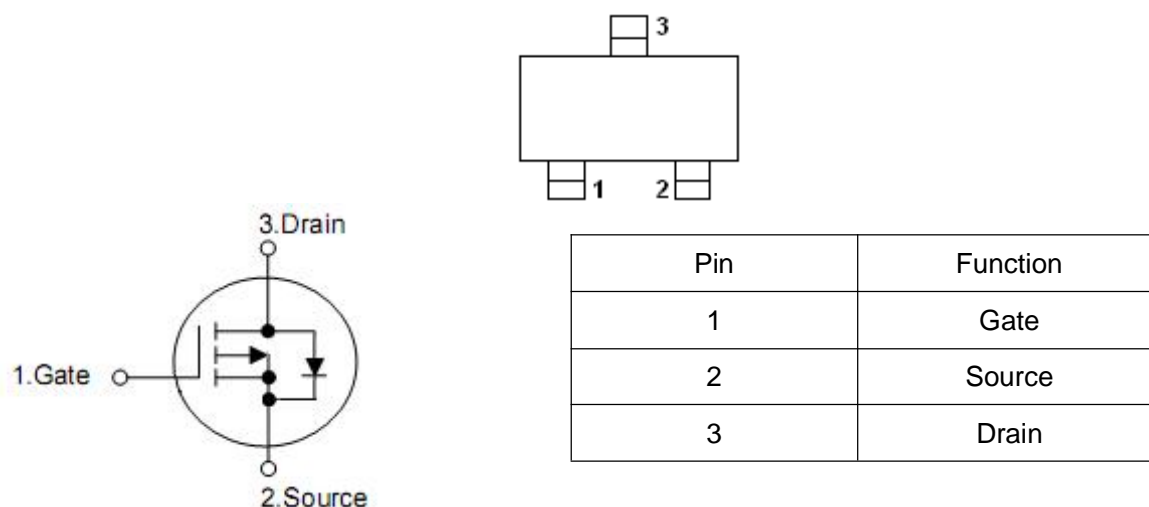 3
1 2
3.Drain
1.Gate
2.Source
Pin Function
1 Gate
2 Source
3 Drain